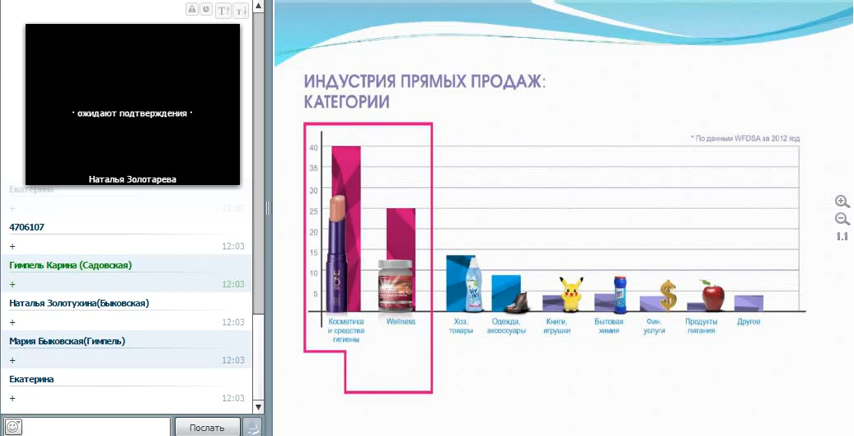 · ожидают подтверждения ·
Наталья Золотарева
Екатерина
+ 12:03
4706107
+ 12:03
Гимпель Карина (Садовская)
+ 12:03
Наталья Золотухина(Быковская)
+ 12:03
Мария Быковская(Гимпель)
+ 12:03
Екатерина
+ 12:03
Послать
ИНДУСТРИЯ ПРЯМЫХ ПРОДАЖ:
КАТЕГОРИИ
* По данным WFDSA за 2012 год
40
35
30
25
20
15
10
5
Косметика
и средства
гигиены
Wellness
Хоз.
товары
Одежда,
аксессуары
Книги,
игрушки
Бытовая
химия
Фин.
услуги
Продукты
питания
Другое
1.1